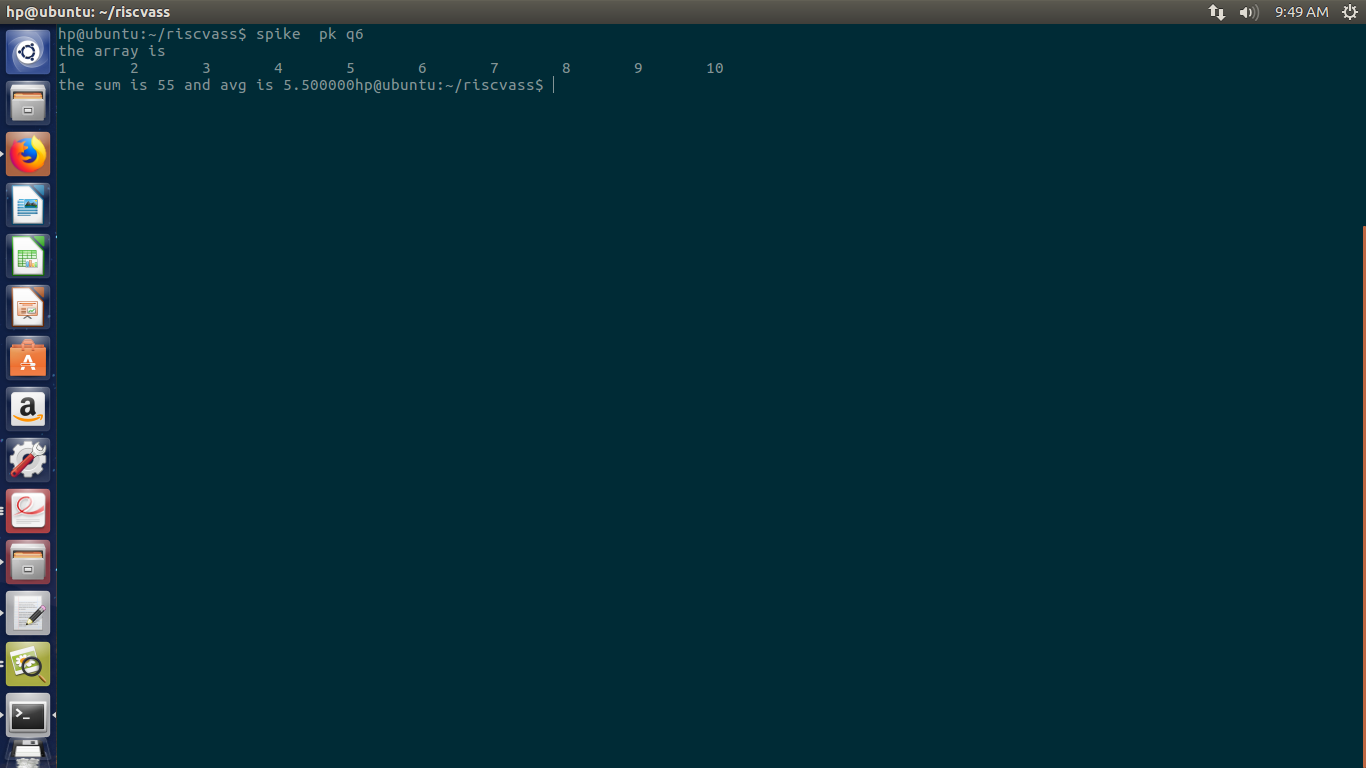 hp@ubuntu: ~/riscvass
9:49 AM
hp@ubuntu:~/riscvass$ spike  pk q6
the array is
1       2       3       4       5       6       7       8       9       10
the sum is 55 and avg is 5.500000hp@ubuntu:~/riscvass$